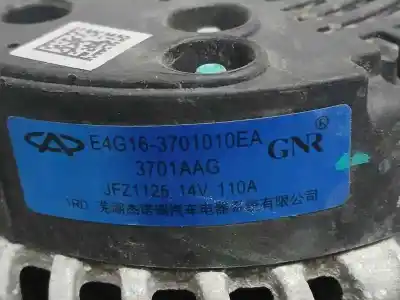 E4G16-3701010EA
GNR ®
3701AAG
JFZ1126 14V 110A
1RD 芜湖杰诺瑞汽车电器系统有限公司